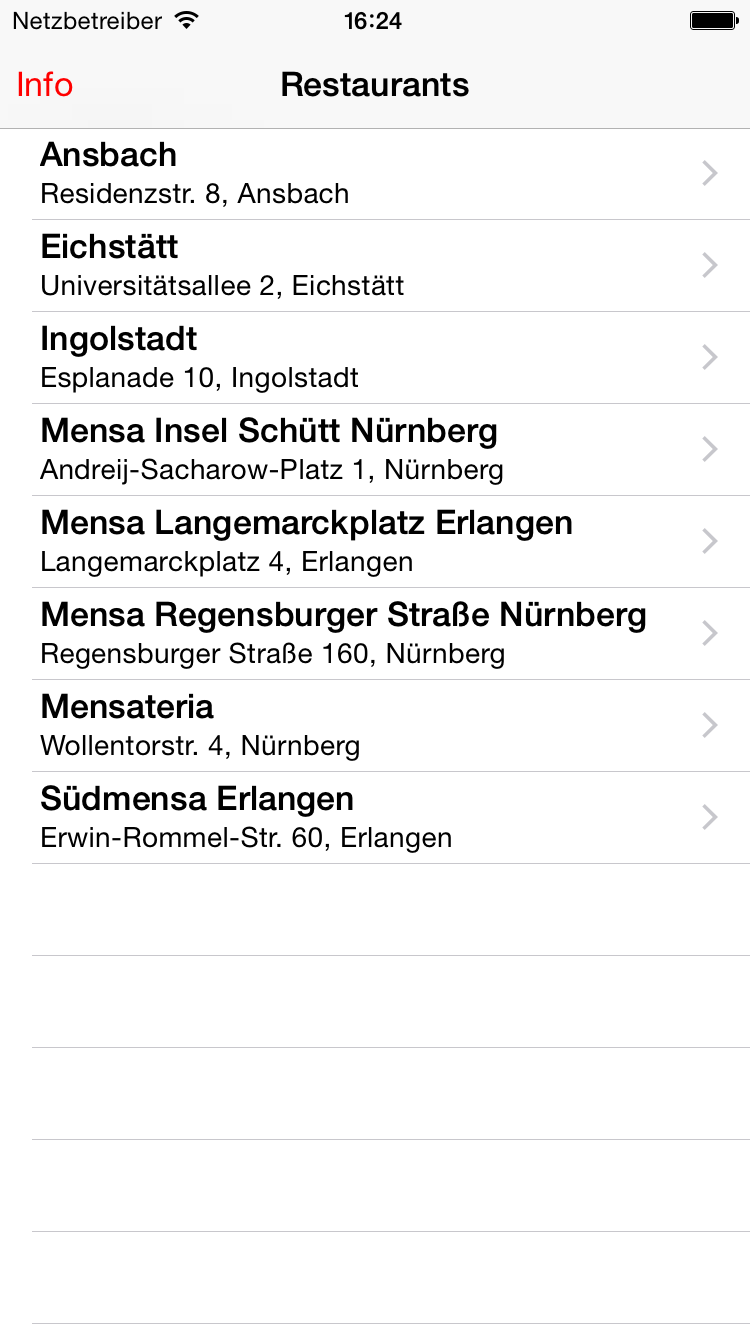 Netzbetreiber 16:24
Info Restaurants
Ansbach
Residenzstr. 8, Ansbach
Eichstätt
Universitätsallee 2, Eichstätt
Ingolstadt
Esplanade 10, Ingolstadt
Mensa Insel Schütt Nürnberg
Andreij-Sacharow-Platz 1, Nürnberg
Mensa Langemarckplatz Erlangen
Langemarckplatz 4, Erlangen
Mensa Regensburger Straße Nürnberg
Regensburger Straße 160, Nürnberg
Mensateria
Wollentorstr. 4, Nürnberg
Südmensa Erlangen
Erwin-Rommel-Str. 60, Erlangen